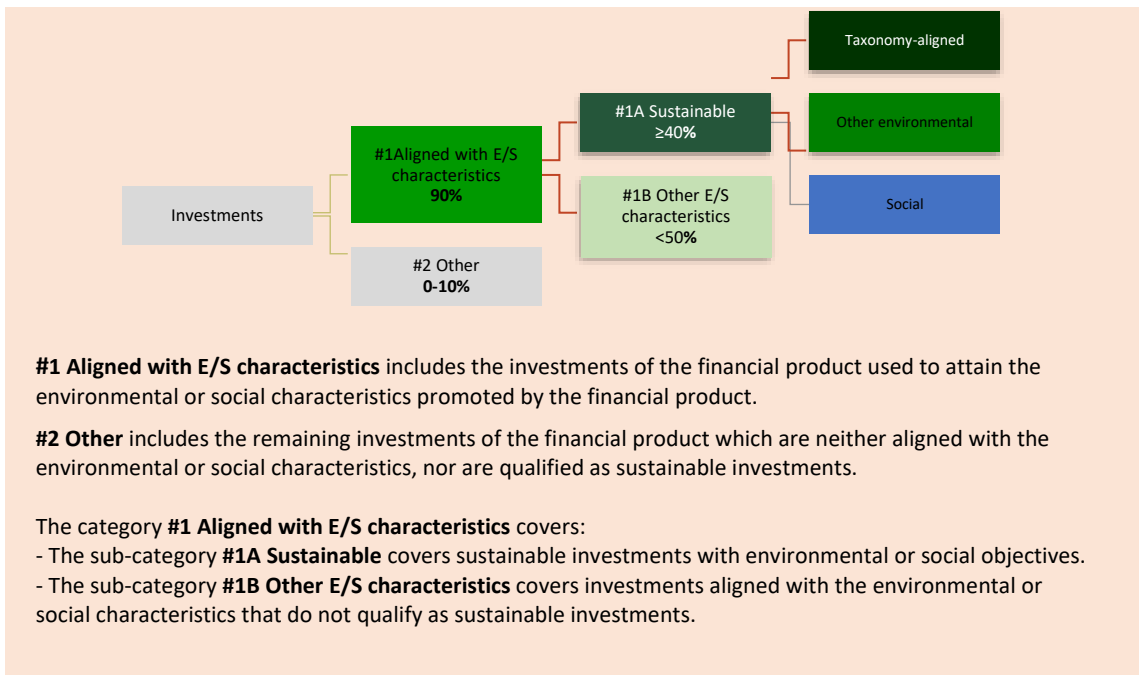 Taxonomy-aligned
#1A Sustainable
≥40%
Other environmental
#1Aligned with E/S
characteristics
90%
Investments
#1B Other E/S
characteristics
<50%
Social
#2 Other
0-10%
#1 Aligned with E/S characteristics includes the investments of the financial product used to attain the
environmental or social characteristics promoted by the financial product.
#2 Other includes the remaining investments of the financial product which are neither aligned with the
environmental or social characteristics, nor are qualified as sustainable investments.
The category #1 Aligned with E/S characteristics covers:
- The sub-category #1A Sustainable covers sustainable investments with environmental or social objectives.
- The sub-category #1B Other E/S characteristics covers investments aligned with the environmental or
social characteristics that do not qualify as sustainable investments.